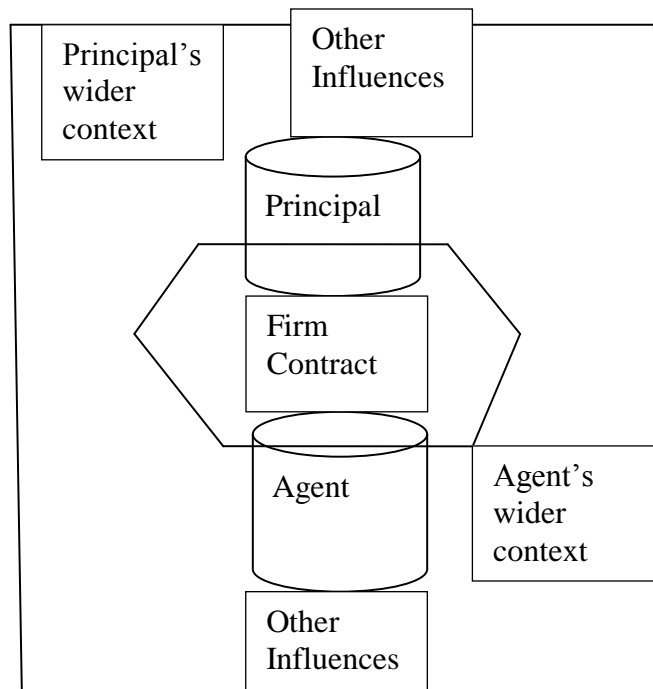 Principal’s
wider
context
Other
Influences
Principal
Firm
Contract
Agent
Agent’s
wider
context
Other
Influences